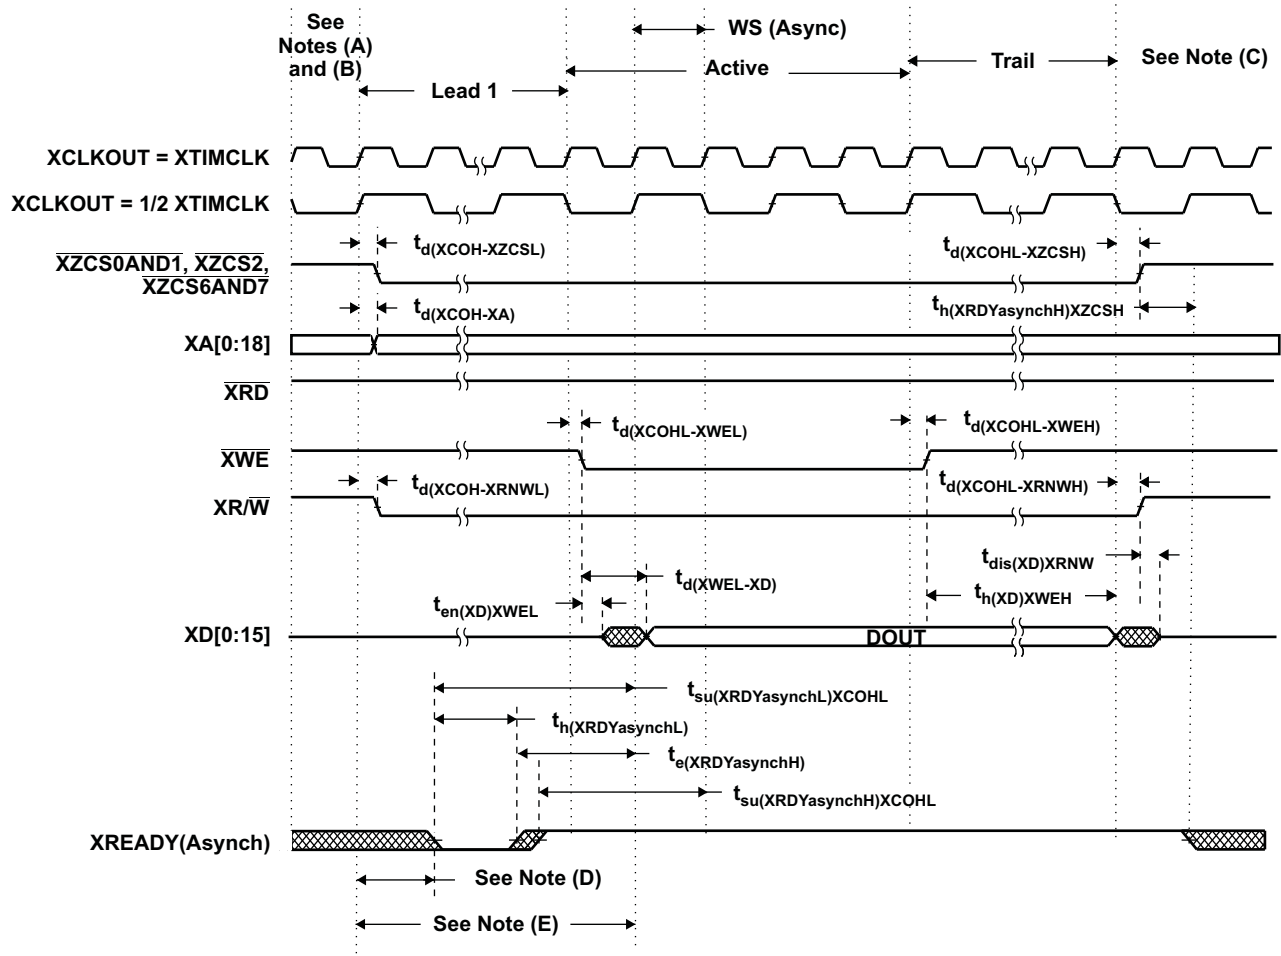 See
Notes (A)
and (B)
WS (Async)
Active
Trail
See Note (C)
Lead 1
XCLKOUT = XTIMCLK
XCLKOUT = 1/2 XTIMCLK
td(XCOH-XZCSL)
td(XCOHL-XZCSH)
XZCS0AND1, XZCS2,
XZCS6AND7
td(XCOH-XA)
th(XRDYasynchH)XZCSH
XA[0:18]
XRD
td(XCOHL-XWEL)
td(XCOHL-XWEH)
XWE
td(XCOH-XRNWL)
td(XCOHL-XRNWH)
XR/W
tdis(XD)XRNW
td(XWEL-XD)
ten(XD)XWEL
th(XD)XWEH
XD[0:15]
DOUT
tsu(XRDYasynchL)XCOHL
th(XRDYasynchL)
te(XRDYasynchH)
tsu(XRDYasynchH)XCOHL
XREADY(Asynch)
See Note (D)
See Note (E)